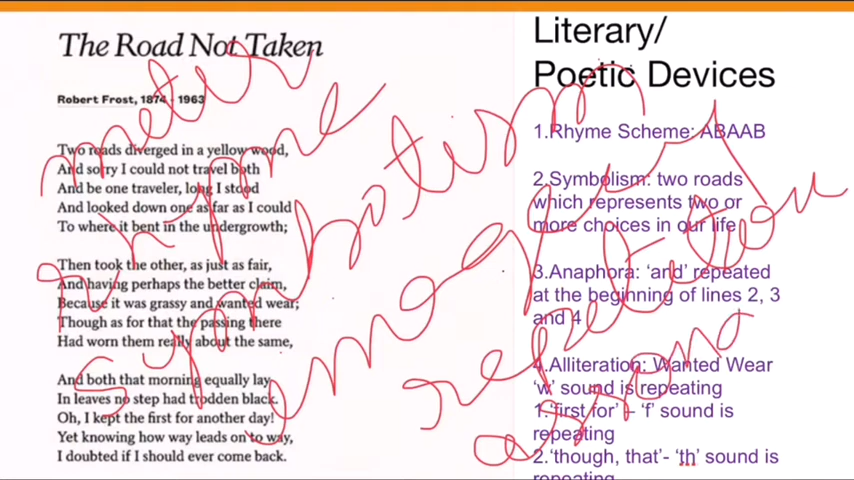 The Road Not Taken
Robert Frost, 1874 - 1963
Two roads diverged in a yellow wood,
And sorry I could not travel both
And be one traveler, long I stood
And looked down one as far as I could
To where it bent in the undergrowth;
Then took the other, as just as fair,
And having perhaps the better claim,
Because it was grassy and wanted wear;
Though as for that the passing there
Had worn them really about the same,
And both that morning equally lay
In leaves no step had trodden black.
Oh, I kept the first for another day!
Yet knowing how way leads on to way,
I doubted if I should ever come back.
Literary/
Poetic Devices
1.Rhyme Scheme: ABAAB
2.Symbolism: two roads
which represents two or
more choices in our life
3.Anaphora: ‘and’ repeated
at the beginning of lines 2, 3
and 4
4.Alliteration: Wanted Wear
‘w’ sound is repeating
1.‘first for’ – ‘f’ sound is
repeating
2.‘though, that’- ‘th’ sound is
repeating
meter
rhyme